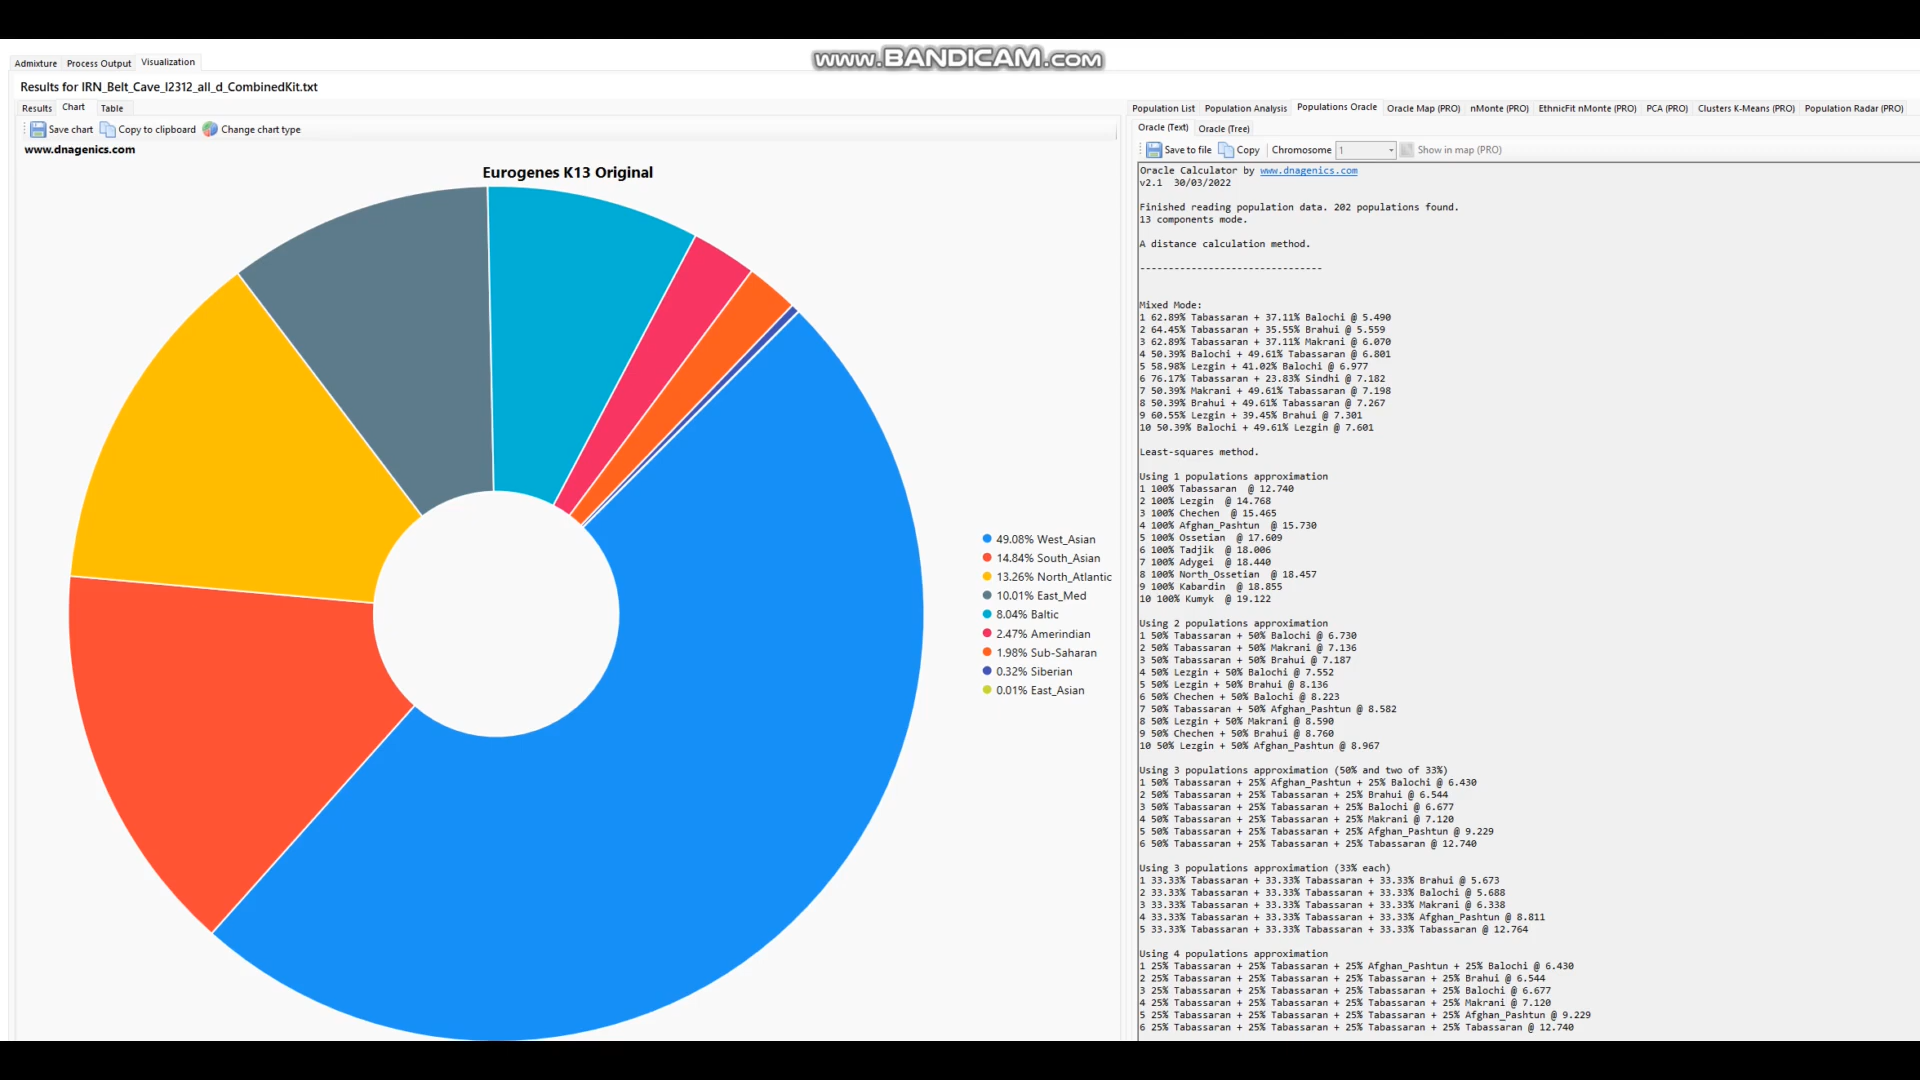 www.BANDICAM.com
Admixture Process Output Visualization
Results for IRN_Belt_Cave_I2312_all_d_CombinedKit.txt
Results Chart Table
Save chart Copy to clipboard Change chart type
www.dnagenics.com
Eurogenes K13 Original
49.08% West_Asian
14.84% South_Asian
13.26% North_Atlantic
10.01% East_Med
8.04% Baltic
2.47% Amerindian
1.98% Sub-Saharan
0.32% Siberian
0.01% East_Asian
Population List Population Analysis Populations Oracle Oracle Map (PRO) nMonte (PRO) EthnicFit nMonte (PRO) PCA (PRO) Clusters K-Means (PRO) Population Radar (PRO)
Oracle (Text) Oracle (Tree)
Save to file Copy Chromosome 1 Show in map (PRO)
Oracle Calculator by www.dnagenics.com
v2.1 30/03/2022
Finished reading population data. 202 populations found.
13 components mode.
A distance calculation method.
--------------------------------
Mixed Mode:
1 62.89% Tabassaran + 37.11% Balochi @ 5.490
2 64.45% Tabassaran + 35.55% Brahui @ 5.559
3 62.89% Tabassaran + 37.11% Makrani @ 6.070
4 50.39% Balochi + 49.61% Tabassaran @ 6.801
5 58.98% Lezgin + 41.02% Balochi @ 6.977
6 76.17% Tabassaran + 23.83% Sindhi @ 7.182
7 50.39% Makrani + 49.61% Tabassaran @ 7.198
8 50.39% Brahui + 49.61% Tabassaran @ 7.267
9 60.55% Lezgin + 39.45% Brahui @ 7.301
10 50.39% Balochi + 49.61% Lezgin @ 7.601
Least-squares method.
Using 1 populations approximation
1 100% Tabassaran @ 12.740
2 100% Lezgin @ 14.768
3 100% Chechen @ 15.465
4 100% Afghan_Pashtun @ 15.730
5 100% Ossetian @ 17.609
6 100% Tadjik @ 18.006
7 100% Adygei @ 18.440
8 100% North_Ossetian @ 18.457
9 100% Kabardin @ 18.855
10 100% Kumyk @ 19.122
Using 2 populations approximation
1 50% Tabassaran + 50% Balochi @ 6.730
2 50% Tabassaran + 50% Makrani @ 7.136
3 50% Tabassaran + 50% Brahui @ 7.187
4 50% Lezgin + 50% Balochi @ 7.552
5 50% Lezgin + 50% Brahui @ 8.136
6 50% Chechen + 50% Balochi @ 8.223
7 50% Tabassaran + 50% Afghan_Pashtun @ 8.582
8 50% Lezgin + 50% Makrani @ 8.590
9 50% Chechen + 50% Brahui @ 8.760
10 50% Lezgin + 50% Afghan_Pashtun @ 8.967
Using 3 populations approximation (50% and two of 33%)
1 50% Tabassaran + 25% Afghan_Pashtun + 25% Balochi @ 6.430
2 50% Tabassaran + 25% Tabassaran + 25% Brahui @ 6.544
3 50% Tabassaran + 25% Tabassaran + 25% Balochi @ 6.677
4 50% Tabassaran + 25% Tabassaran + 25% Makrani @ 7.120
5 50% Tabassaran + 25% Tabassaran + 25% Afghan_Pashtun @ 9.229
6 50% Tabassaran + 25% Tabassaran + 25% Tabassaran @ 12.740
Using 3 populations approximation (33% each)
1 33.33% Tabassaran + 33.33% Tabassaran + 33.33% Brahui @ 5.673
2 33.33% Tabassaran + 33.33% Tabassaran + 33.33% Balochi @ 5.688
3 33.33% Tabassaran + 33.33% Tabassaran + 33.33% Makrani @ 6.338
4 33.33% Tabassaran + 33.33% Tabassaran + 33.33% Afghan_Pashtun @ 8.811
5 33.33% Tabassaran + 33.33% Tabassaran + 33.33% Tabassaran @ 12.764
Using 4 populations approximation
1 25% Tabassaran + 25% Tabassaran + 25% Afghan_Pashtun + 25% Balochi @ 6.430
2 25% Tabassaran + 25% Tabassaran + 25% Tabassaran + 25% Brahui @ 6.544
3 25% Tabassaran + 25% Tabassaran + 25% Tabassaran + 25% Balochi @ 6.677
4 25% Tabassaran + 25% Tabassaran + 25% Tabassaran + 25% Makrani @ 7.120
5 25% Tabassaran + 25% Tabassaran + 25% Tabassaran + 25% Afghan_Pashtun @ 9.229
6 25% Tabassaran + 25% Tabassaran + 25% Tabassaran + 25% Tabassaran @ 12.740